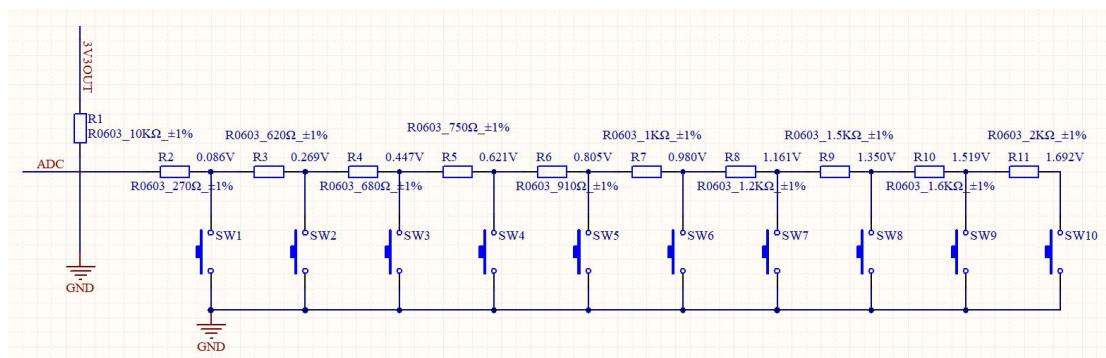 3V3OUT
R1
R0603_10KΩ_±1%
ADC
R2
R0603_270Ω_±1%
0.086V
R0603_620Ω_±1%
R3
0.269V
R4
R0603_680Ω_±1%
0.447V
R0603_750Ω_±1%
R5
0.621V
R6
R0603_910Ω_±1%
0.805V
R0603_1KΩ_±1%
R7
0.980V
R8
R0603_1.2KΩ_±1%
1.161V
R0603_1.5KΩ_±1%
R9
1.350V
R10
R0603_1.6KΩ_±1%
1.519V
R0603_2KΩ_±1%
R11
1.692V
SW1
SW2
SW3
SW4
SW5
SW6
SW7
SW8
SW9
SW10
GND
GND